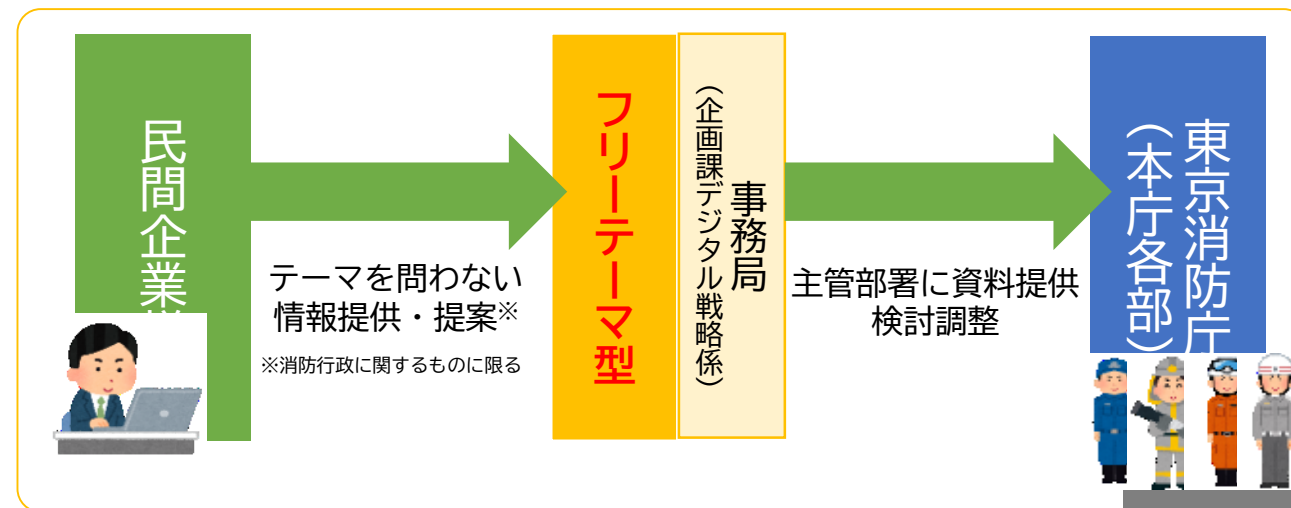 民間企業
テーマを問わない
情報提供・提案※
※消防行政に関するものに限る
フリーテーマ型
事務局
（企画課デジタル戦略係）
主管部署に資料提供
検討調整
東京消防庁
（本庁各部）